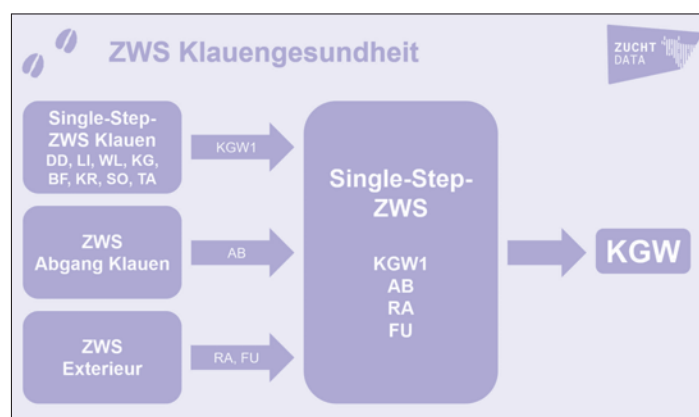 ZWS Klauengesundheit
ZUCHT
DATA
Single-Step-
ZWS Klauen
DD, LI, WL, KG,
BF, KR, SO, TA
KGW1
ZWS
Abgang Klauen
AB
ZWS
Exterieur
RA, FU
Single-Step-
ZWS
KGW1
AB
RA
FU
KGW